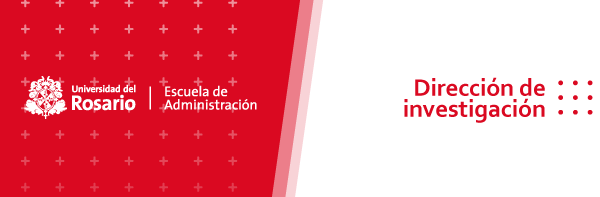 Universidad del
Rosario
Escuela de
Administración
Dirección de
investigación